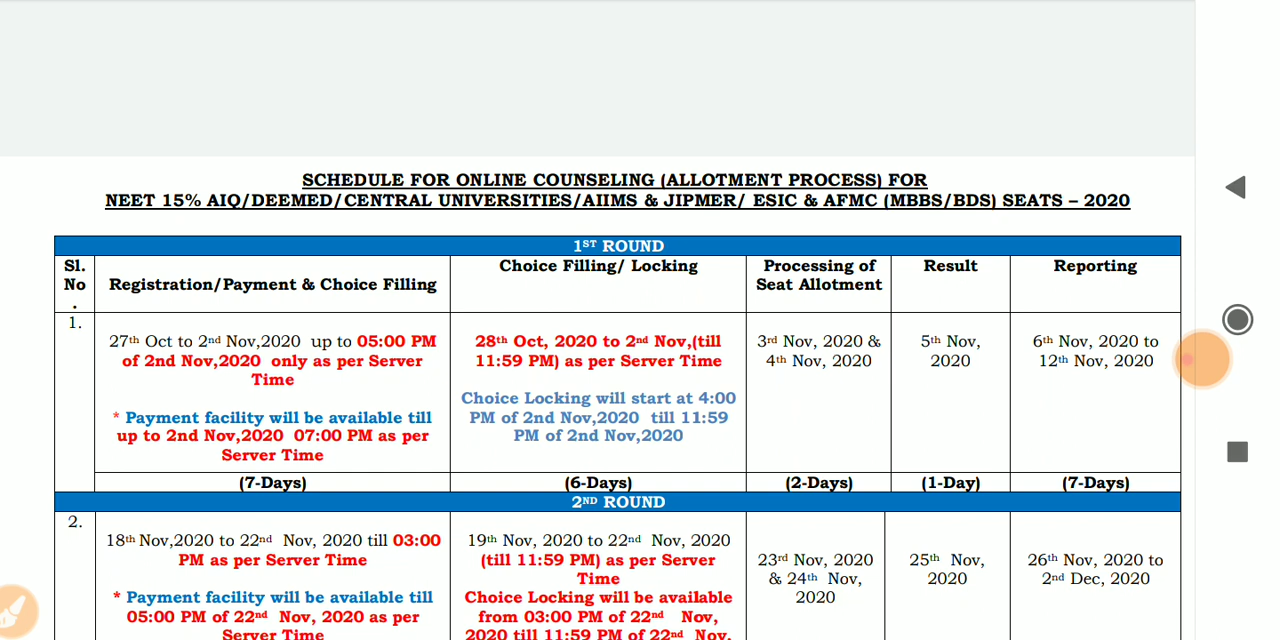 SCHEDULE FOR ONLINE COUNSELING (ALLOTMENT PROCESS) FOR
NEET 15% AIQ/DEEMED/CENTRAL UNIVERSITIES/AIIMS & JIPMER/ ESIC & AFMC (MBBS/BDS) SEATS – 2020
1ST ROUND
Sl.
No
.
Registration/Payment & Choice Filling
Choice Filling/ Locking
Processing of
Seat Allotment
Result
Reporting
1.
27th Oct to 2nd Nov,2020 up to 05:00 PM
of 2nd Nov,2020 only as per Server
Time
* Payment facility will be available till
up to 2nd Nov,2020 07:00 PM as per
Server Time
28th Oct, 2020 to 2nd Nov,(till
11:59 PM) as per Server Time
Choice Locking will start at 4:00
PM of 2nd Nov,2020 till 11:59
PM of 2nd Nov,2020
3rd Nov, 2020 &
4th Nov, 2020
5th Nov,
2020
6th Nov, 2020 to
12th Nov, 2020
(7-Days)
(6-Days)
(2-Days)
(1-Day)
(7-Days)
2ND ROUND
2.
18th Nov,2020 to 22nd Nov, 2020 till 03:00
PM as per Server Time
* Payment facility will be available till
05:00 PM of 22nd Nov, 2020 as per
Server Time
19th Nov, 2020 to 22nd Nov, 2020
(till 11:59 PM) as per Server
Time
Choice Locking will be available
from 03:00 PM of 22nd Nov,
2020 till 11:59 PM of 22nd Nov,
23rd Nov, 2020
& 24th Nov,
2020
25th Nov,
2020
26th Nov, 2020 to
2nd Dec, 2020